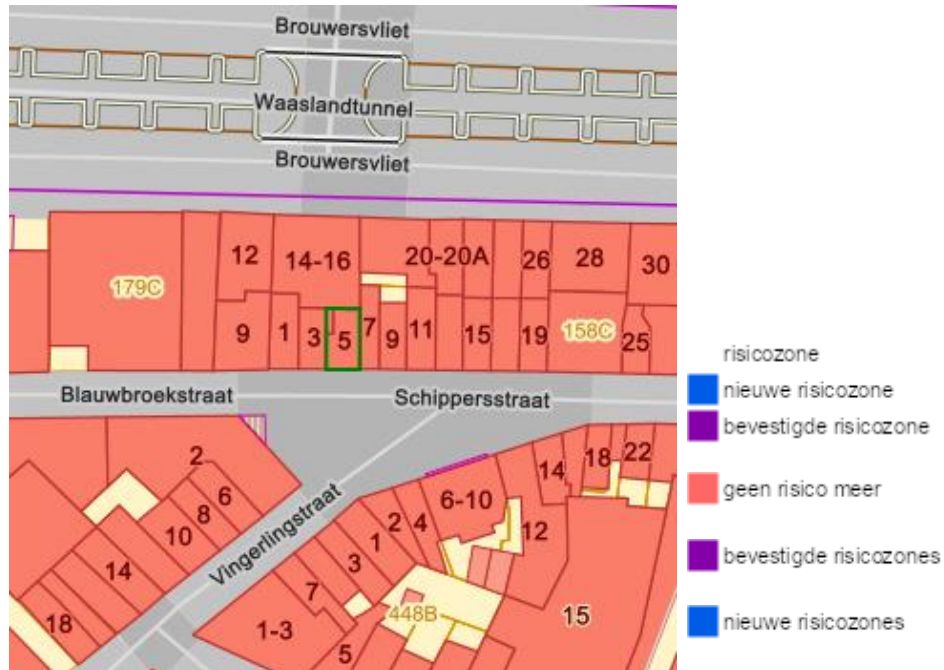 Brouwersvliet
Waaslandtunnel
Brouwersvliet
12
14-16
20-20A
26
28
30
179C
9
1
3
5
7
9
11
15
19
158C
25
Blauwbroekstraat
Schippersstraat
2
6
8
10
14
18
Vingerlingstraat
6-10
14
18
22
2
4
12
1
3
7
1-3
5
448B
15
risicozone
nieuwe risicozone
bevestigde risicozone
geen risico meer
bevestigde risicozones
nieuwe risicozones